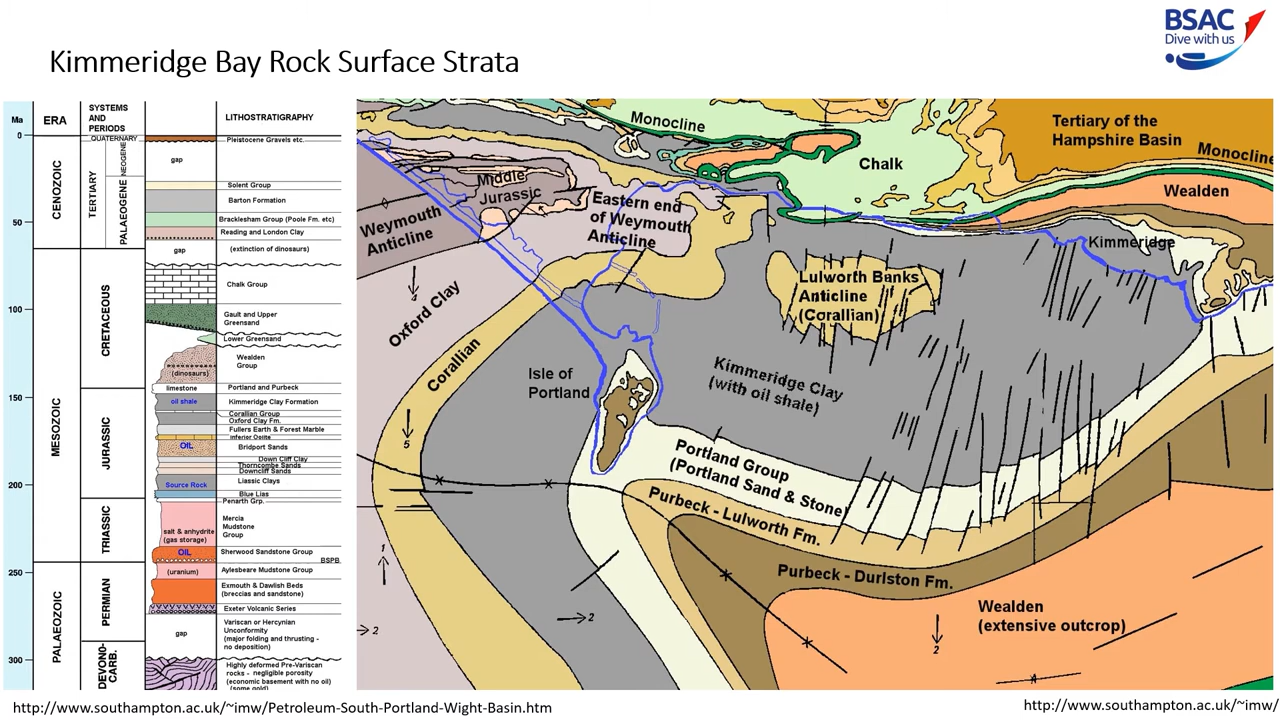 BSAC
Dive with us
Kimmeridge Bay Rock Surface Strata
Ma
ERA
SYSTEMS
AND
PERIODS
LITHOSTRATIGRAPHY
0
50
100
150
200
250
300
CENOZOIC
MESOZOIC
PALAEOZOIC
QUATERNARY
TERTIARY
NEOGENE
PALAEOGENE
CRETACEOUS
JURASSIC
TRIASSIC
PERMIAN
DEVONO-
CARB.
Pleistocene Gravels etc.
gap
Solent Group
Barton Formation
Bracklesham Group (Poole Fm. etc)
Reading and London Clay
gap
(extinction of dinosaurs)
Chalk Group
Gault and Upper
Greensand
Lower Greensand
Wealden
Group
(dinosaurs)
limestone
Portland and Purbeck
oil shale
Kimmeridge Clay Formation
Corallian Group
Oxford Clay Fm.
Fullers Earth & Forest Marble
Inferior Oolite
OIL
Bridport Sands
Down Cliff Clay
Thorncombe Sands
Downcliff Sands
Source Rock
Liassic Clays
Blue Lias
Penarth Grp.
Mercia
Mudstone
Group
salt & anhydrite
(gas storage)
OIL
Sherwood Sandstone Group
BSPB
(uranium)
Aylesbeare Mudstone Group
Exmouth & Dawlish Beds
(breccias and sandstone)
Exeter Volcanic Series
gap
Variscan or Hercynian
Unconformity
(major folding and thrusting -
no deposition)
Highly deformed Pre-Variscan
rocks - negligible porosity
(economic basement with no oil)
(some gold)
Monocline
Chalk
Tertiary of the
Hampshire Basin
Monocline
Wealden
Middle
Jurassic
Weymouth
Anticline
Eastern end
of Weymouth
Anticline
Kimmeridge
Lulworth Banks
Anticline
(Corallian)
Oxford Clay
Corallian
Isle of
Portland
Kimmeridge Clay
(with oil shale)
Portland Group
(Portland Sand & Stone)
Purbeck - Lulworth Fm.
Purbeck - Durlston Fm.
Wealden
(extensive outcrop)
5
1
2
2
2
http://www.southampton.ac.uk/~imw/Petroleum-South-Portland-Wight-Basin.htm
http://www.southampton.ac.uk/~imw/